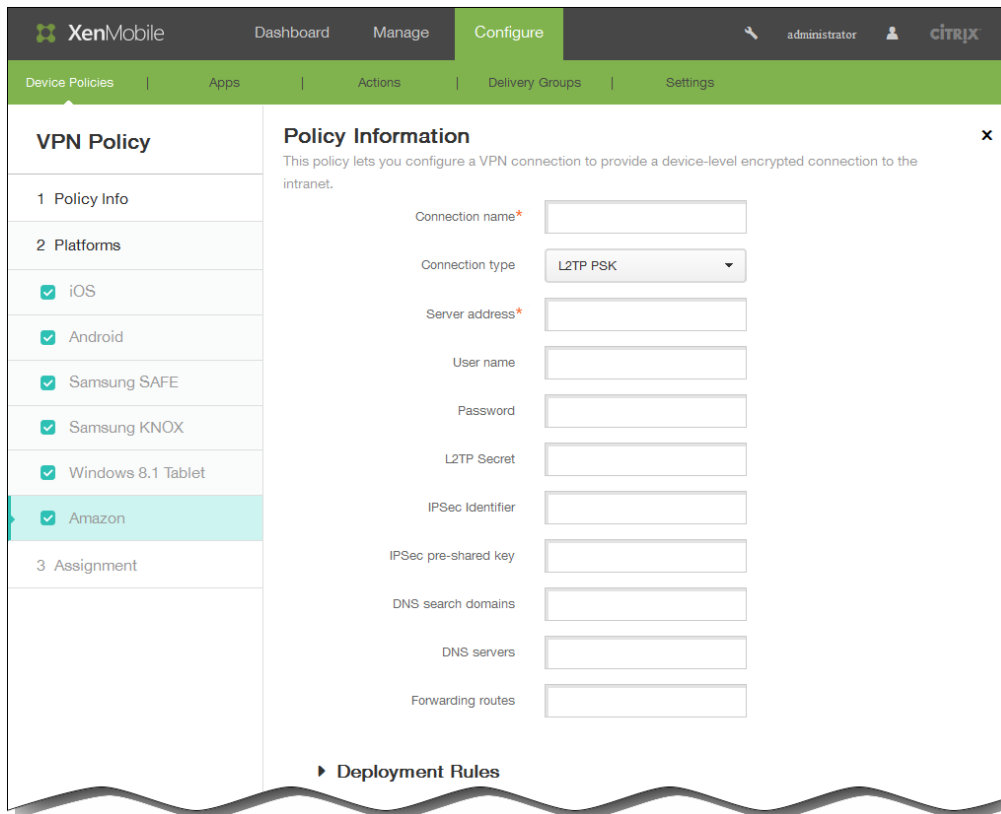 XenMobile Dashboard Manage Configure administrator CİTRIX
Device Policies | Apps | Actions | Delivery Groups | Settings
VPN Policy
1 Policy Info
2 Platforms
iOS
Android
Samsung SAFE
Samsung KNOX
Windows 8.1 Tablet
Amazon
3 Assignment
Policy Information
This policy lets you configure a VPN connection to provide a device-level encrypted connection to the
intranet.
Connection name*
Connection type L2TP PSK
Server address*
User name
Password
L2TP Secret
IPSec Identifier
IPSec pre-shared key
DNS search domains
DNS servers
Forwarding routes
Deployment Rules